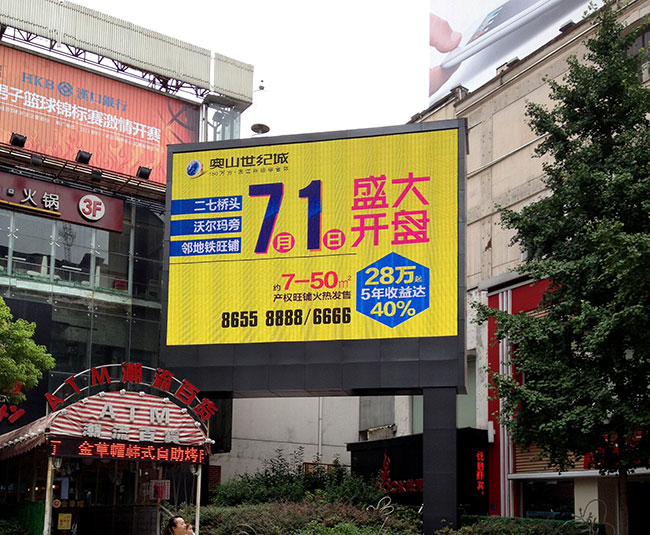 HKB 汉口银行
男子篮球锦标赛激情开赛
·火锅 3F
奥山世纪城
二七桥头
沃尔玛旁
邻地铁旺铺
7月1日
盛大
开盘
约7—50m²
产权旺铺火热发售
28万起
5年收益达
40%
8655 8888/6666
ATM潮流百店
ATM
潮流百店
金草帽韩式自助烤